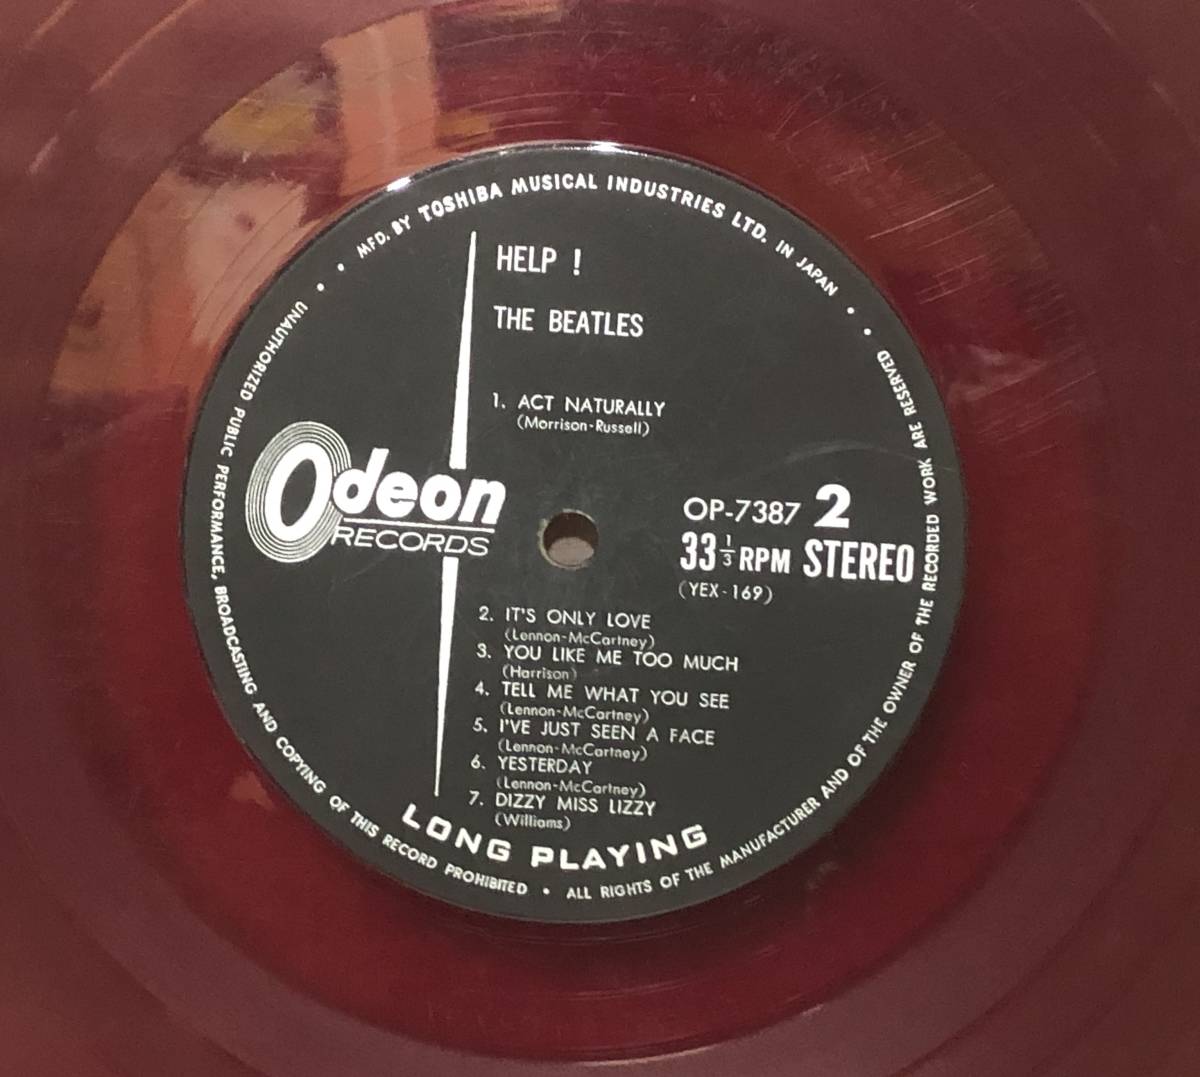 MFD. BY TOSHIBA MUSICAL INDUSTRIES LTD. IN JAPAN
HELP !
THE BEATLES
1. ACT NATURALLY
(Morrison-Russell)
Odeon
RECORDS
OP-7387 2
33 1/3 RPM STEREO
(YEX-169)
2. IT'S ONLY LOVE
(Lennon-McCartney)
3. YOU LIKE ME TOO MUCH
(Harrison)
4. TELL ME WHAT YOU SEE
(Lennon-McCartney)
5. I'VE JUST SEEN A FACE
(Lennon-McCartney)
6. YESTERDAY
(Lennon-McCartney)
7. DIZZY MISS LIZZY
(Williams)
LONG PLAYING
UNAUTHORIZED PUBLIC PERFORMANCE, BROADCASTING AND COPYING OF THIS RECORD PROHIBITED • ALL RIGHTS OF THE MANUFACTURER AND OF THE OWNER OF THE RECORDED WORK ARE RESERVED